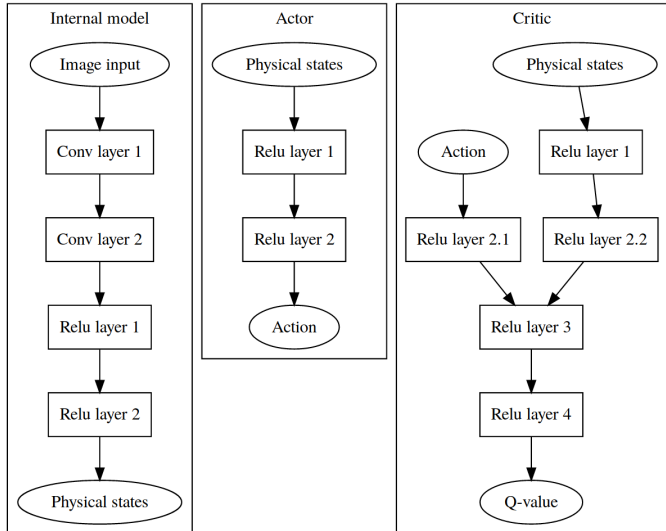 Internal model
Image input
Conv layer 1
Conv layer 2
Relu layer 1
Relu layer 2
Physical states
Actor
Physical states
Relu layer 1
Relu layer 2
Action
Critic
Physical states
Action
Relu layer 1
Relu layer 2.1
Relu layer 2.2
Relu layer 3
Relu layer 4
Q-value